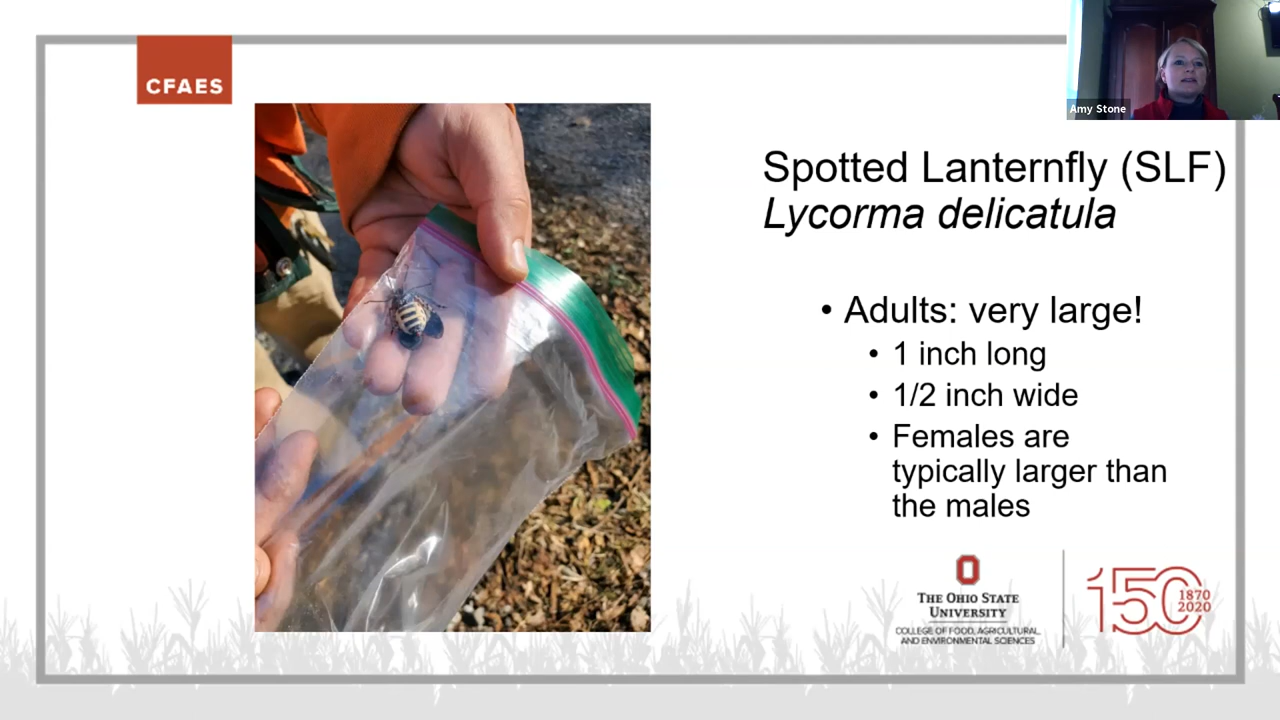 CFAES
Amy Stone
Spotted Lanternfly (SLF)
Lycorma delicatula
• Adults: very large!
• 1 inch long
• 1/2 inch wide
• Females are
typically larger than
the males
THE OHIO STATE
UNIVERSITY
COLLEGE OF FOOD, AGRICULTURAL,
AND ENVIRONMENTAL SCIENCES
150
1870
2020